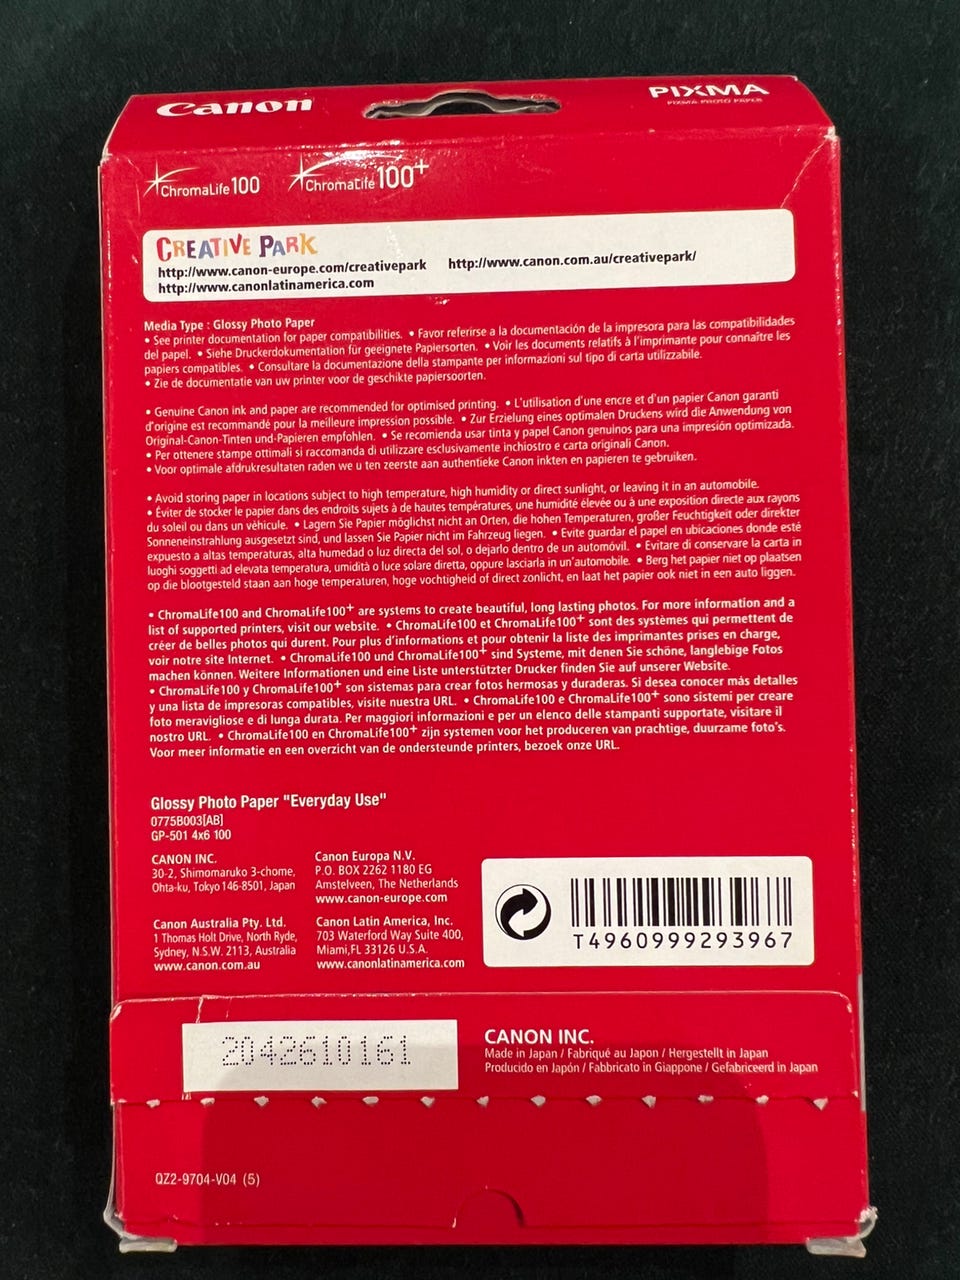 Canon
PIXMA
PIXMA PHOTO PAPER
ChromaLife100
ChromaLife100+
CREATIVE PARK
http://www.canon-europe.com/creativepark
http://www.canon.com.au/creativepark/
http://www.canonlatinamerica.com
Media Type : Glossy Photo Paper
• See printer documentation for paper compatibilities. • Favor referirse a la documentación de la impresora para las compatibilidades
del papel. • Siehe Druckerdokumentation für geeignete Papiersorten. • Voir les documents relatifs à l'imprimante pour connaître les
papiers compatibles. • Consultare la documentazione della stampante per informazioni sul tipo di carta utilizzabile.
• Zie de documentatie van uw printer voor de geschikte papiersoorten.
• Genuine Canon ink and paper are recommended for optimised printing. • L'utilisation d'une encre et d'un papier Canon garanti
d'origine est recommandé pour la meilleure impression possible. • Zur Erzielung eines optimalen Druckens wird die Anwendung von
Original-Canon-Tinten und-Papieren empfohlen. • Se recomienda usar tinta y papel Canon genuinos para una impresión optimizada.
• Per ottenere stampe ottimali si raccomanda di utilizzare esclusivamente inchiostro e carta originali Canon.
• Voor optimale afdrukresultaten raden we u ten zeerste aan authentieke Canon inkten en papieren te gebruiken.
• Avoid storing paper in locations subject to high temperature, high humidity or direct sunlight, or leaving it in an automobile.
• Éviter de stocker le papier dans des endroits sujets à de hautes températures, une humidité élevée ou à une exposition directe aux rayons
du soleil ou dans un véhicule. • Lagern Sie Papier möglichst nicht an Orten, die hohen Temperaturen, großer Feuchtigkeit oder direkter
Sonneneinstrahlung ausgesetzt sind, und lassen Sie Papier nicht im Fahrzeug liegen. • Evite guardar el papel en ubicaciones donde esté
expuesto a altas temperaturas, alta humedad o luz directa del sol, o dejarlo dentro de un automóvil. • Evitare di conservare la carta in
luoghi soggetti ad elevata temperatura, umidità o luce solare diretta, oppure lasciarla in un'automobile. • Berg het papier niet op plaatsen
op die blootgesteld staan aan hoge temperaturen, hoge vochtigheid of direct zonlicht, en laat het papier ook niet in een auto liggen.
• ChromaLife100 and ChromaLife100+ are systems to create beautiful, long lasting photos. For more information and a
list of supported printers, visit our website. • ChromaLife100 et ChromaLife100+ sont des systèmes qui permettent de
créer de belles photos qui durent. Pour plus d'informations et pour obtenir la liste des imprimantes prises en charge,
voir notre site Internet. • ChromaLife100 und ChromaLife100+ sind Systeme, mit denen Sie schöne, langlebige Fotos
machen können. Weitere Informationen und eine Liste unterstützter Drucker finden Sie auf unserer Website.
• ChromaLife100 y ChromaLife100+ son sistemas para crear fotos hermosas y duraderas. Si desea conocer más detalles
y una lista de impresoras compatibles, visite nuestra URL. • ChromaLife100 e ChromaLife100+ sono sistemi per creare
foto meravigliose e di lunga durata. Per maggiori informazioni e per un elenco delle stampanti supportate, visitare il
nostro URL. • ChromaLife100 en ChromaLife100+ zijn systemen voor het produceren van prachtige, duurzame foto's.
Voor meer informatie en een overzicht van de ondersteunde printers, bezoek onze URL.
Glossy Photo Paper "Everyday Use"
0775B003[AB]
GP-501 4x6 100
CANON INC.
30-2, Shimomaruko 3-chome,
Ohta-ku, Tokyo 146-8501, Japan
Canon Europa N.V.
P.O. BOX 2262 1180 EG
Amstelveen, The Netherlands
www.canon-europe.com
Canon Australia Pty. Ltd.
1 Thomas Holt Drive, North Ryde,
Sydney, N.S.W. 2113, Australia
www.canon.com.au
Canon Latin America, Inc.
703 Waterford Way Suite 400,
Miami,FL 33126 U.S.A.
www.canonlatinamerica.com
T4960999293967
2042610161
CANON INC.
Made in Japan / Fabriqué au Japon / Hergestellt in Japan
Producido en Japón / Fabbricato in Giappone / Gefabriceerd in Japan
QZ2-9704-V04 (5)